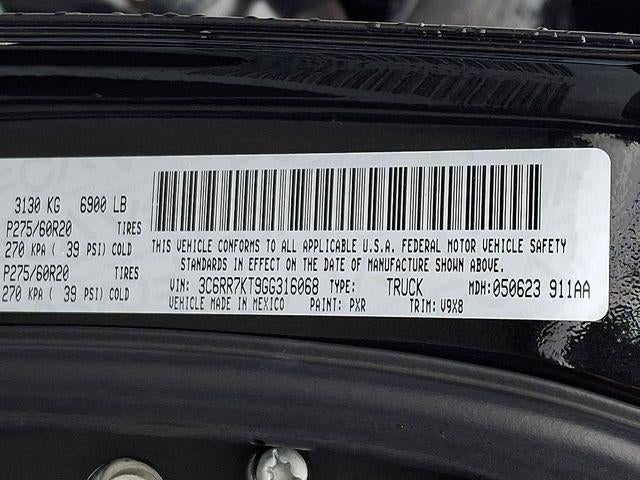 3130 KG 6900 LB
P275/60R20 TIRES
270 KPA ( 39 PSI) COLD
P275/60R20 TIRES
270 KPA ( 39 PSI) COLD
THIS VEHICLE CONFORMS TO ALL APPLICABLE U.S.A. FEDERAL MOTOR VEHICLE SAFETY
STANDARDS IN EFFECT ON THE DATE OF MANUFACTURE SHOWN ABOVE.
VIN: 3C6RR7KT9GG316068 TYPE: TRUCK MDH: 050623 911AA
VEHICLE MADE IN MEXICO PAINT: PXR TRIM: V9X8